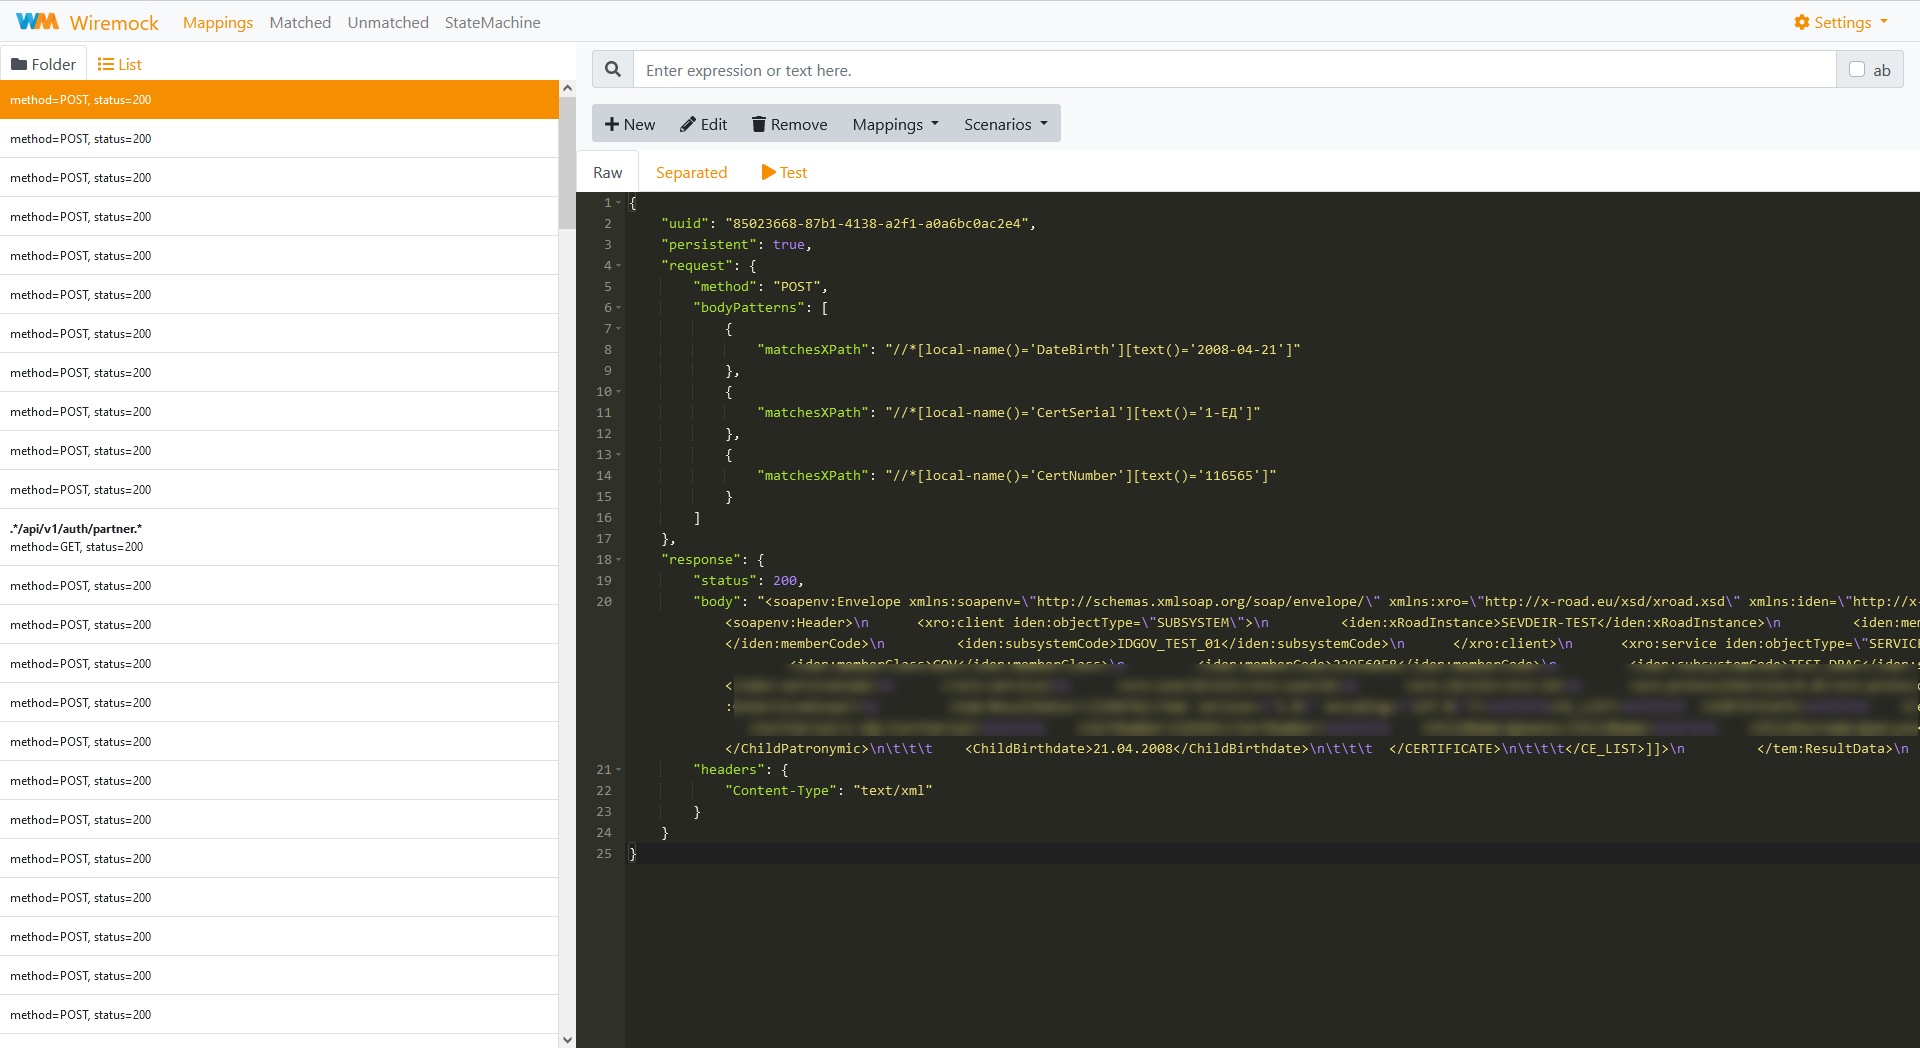 WM Wiremock Mappings Matched Unmatched StateMachine Settings
Folder List
method=POST, status=200
method=POST, status=200
method=POST, status=200
method=POST, status=200
method=POST, status=200
method=POST, status=200
method=POST, status=200
method=POST, status=200
method=POST, status=200
method=POST, status=200
method=POST, status=200
.*/api/v1/auth/partner.*
method=GET, status=200
method=POST, status=200
method=POST, status=200
method=POST, status=200
method=POST, status=200
method=POST, status=200
method=POST, status=200
method=POST, status=200
method=POST, status=200
method=POST, status=200
method=POST, status=200
method=POST, status=200
method=POST, status=200
Enter expression or text here. ab
New Edit Remove Mappings Scenarios
Raw Separated Test
1 {
2 "uuid": "85023668-87b1-4138-a2f1-a0a6bc0ac2e4",
3 "persistent": true,
4 "request": {
5 "method": "POST",
6 "bodyPatterns": [
7 {
8 "matchesXPath": "//*[local-name()='DateBirth'][text()='2008-04-21']"
9 },
10 {
11 "matchesXPath": "//*[local-name()='CertSerial'][text()='1-ЕД']"
12 },
13 {
14 "matchesXPath": "//*[local-name()='CertNumber'][text()='116565']"
15 }
16 ]
17 },
18 "response": {
19 "status": 200,
20 "body": "<soapenv:Envelope xmlns:soapenv=\"http://schemas.xmlsoap.org/soap/envelope/\" xmlns:xro=\"http://x-road.eu/xsd/xroad.xsd\" xmlns:iden=\"http://x-
<soapenv:Header>\n <xro:client iden:objectType=\"SUBSYSTEM\">\n <iden:xRoadInstance>SEVDEIR-TEST</iden:xRoadInstance>\n <iden:mem
</iden:memberCode>\n <iden:subsystemCode>IDGOV_TEST_01</iden:subsystemCode>\n </xro:client>\n <xro:service iden:objectType=\"SERVIC
<iden:memberClass>GOV</iden:memberClass>\n <iden:memberCode>22956058</iden:memberCode>\n
</ChildPatronymic>\n\t\t\t <ChildBirthdate>21.04.2008</ChildBirthdate>\n\t\t\t </CERTIFICATE>\n\t\t\t</CE_LIST>]]>\n </tem:ResultData>\n
21 "headers": {
22 "Content-Type": "text/xml"
23 }
24 }
25 }